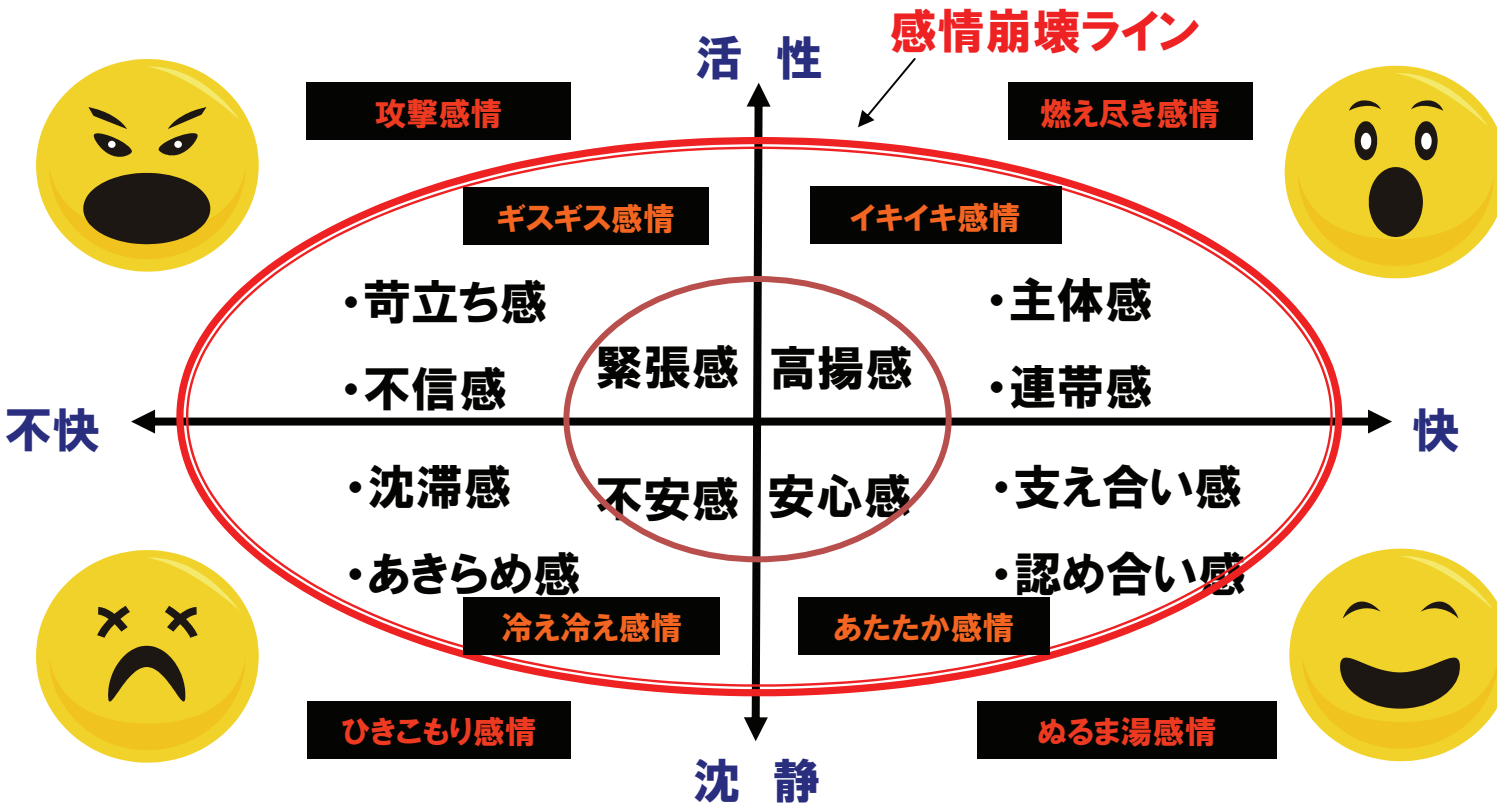 感情崩壊ライン
活 性
攻撃感情
燃え尽き感情
ギスギス感情
イキイキ感情
・苛立ち感
・主体感
緊張感
高揚感
・不信感
・連帯感
不快
快
・沈滞感
不安感
安心感
・支え合い感
・あきらめ感
・認め合い感
冷え冷え感情
あたたか感情
ひきこもり感情
ぬるま湯感情
沈 静